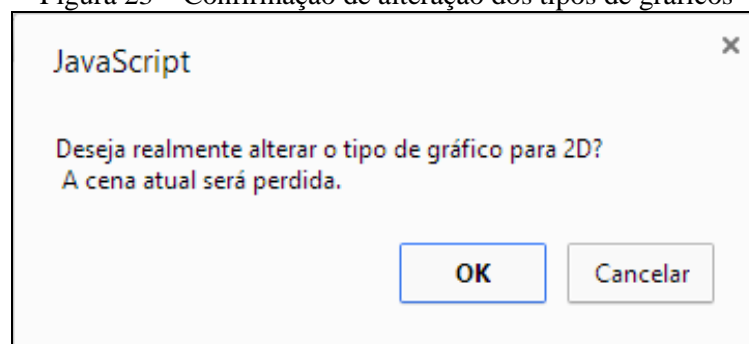 Figura 25 – Confirmação de alteração dos tipos de gráficos
JavaScript
×
Deseja realmente alterar o tipo de gráfico para 2D?
A cena atual será perdida.
OK
Cancelar